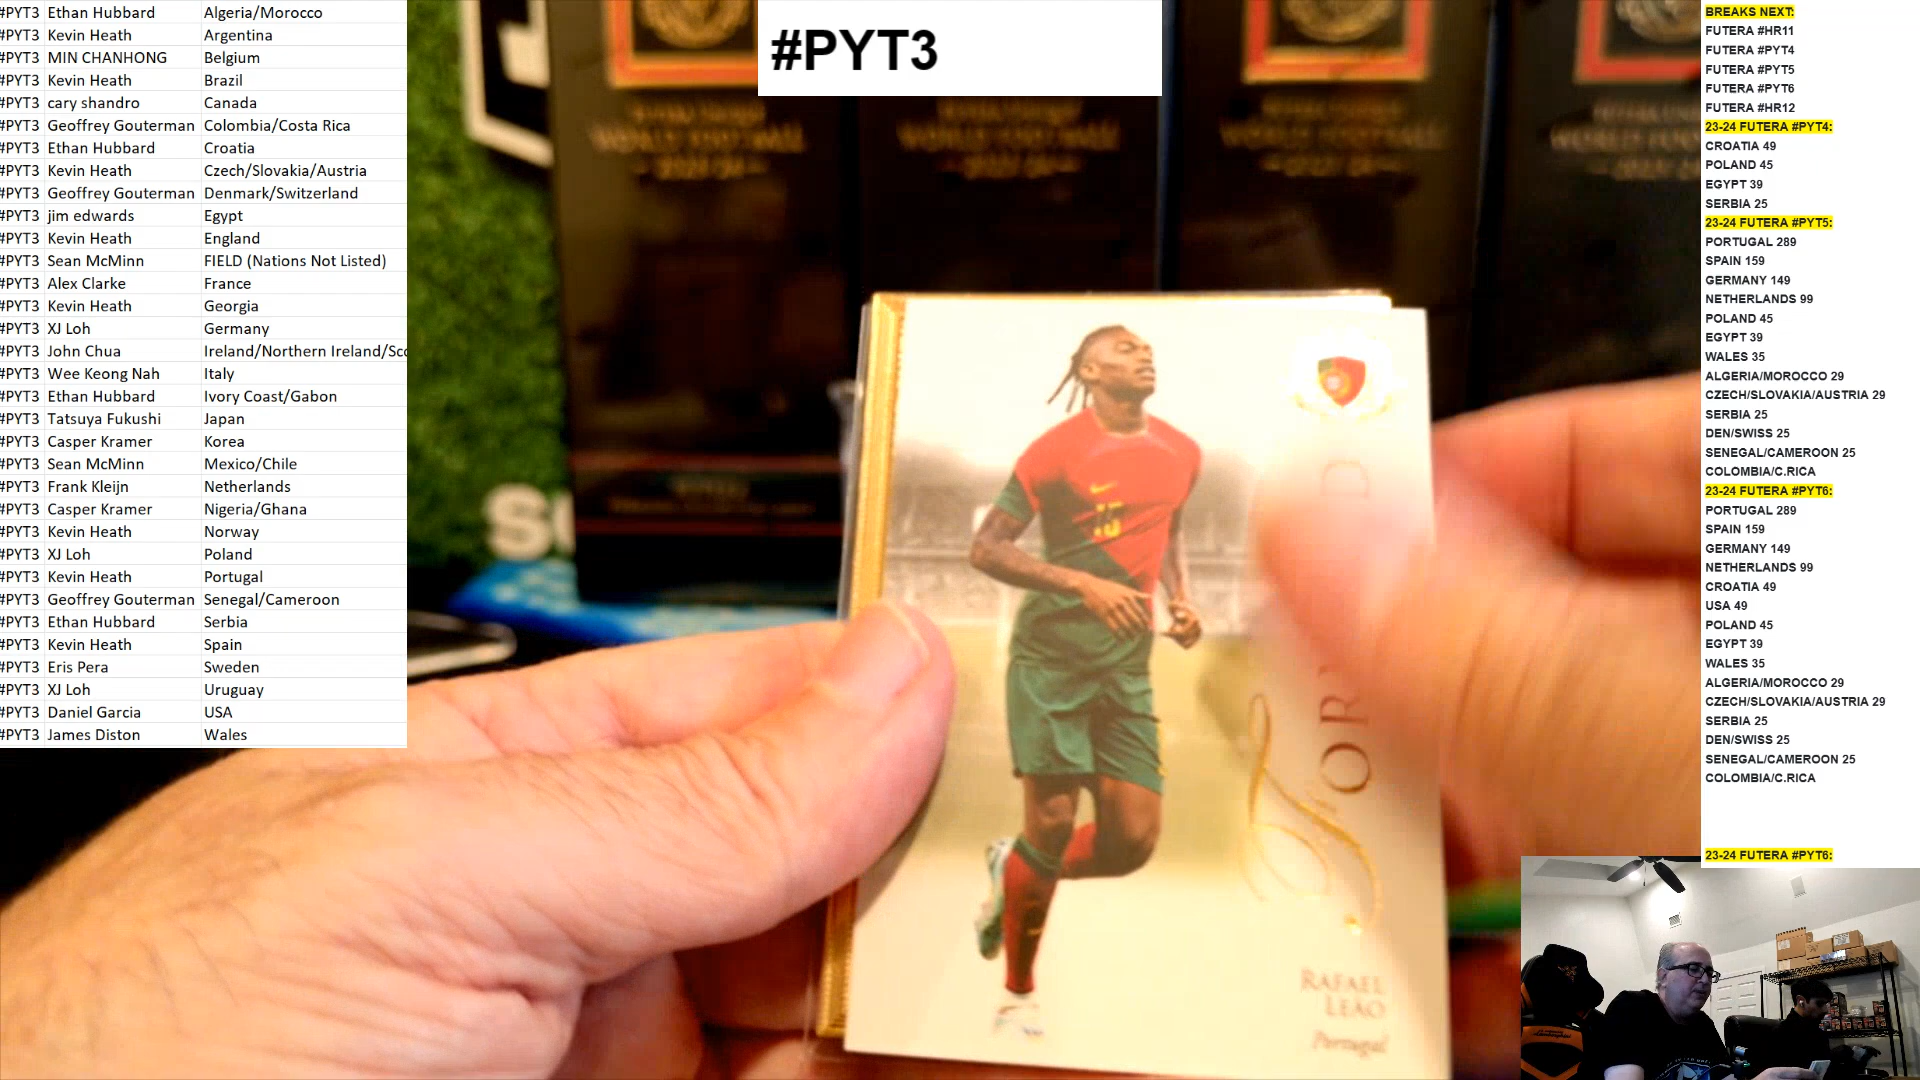 #PYT3 Ethan Hubbard Algeria/Morocco
#PYT3 Kevin Heath Argentina
#PYT3 MIN CHANHONG Belgium
#PYT3 Kevin Heath Brazil
#PYT3 cary shandro Canada
#PYT3 Geoffrey Gouterman Colombia/Costa Rica
#PYT3 Ethan Hubbard Croatia
#PYT3 Kevin Heath Czech/Slovakia/Austria
#PYT3 Geoffrey Gouterman Denmark/Switzerland
#PYT3 jim edwards Egypt
#PYT3 Kevin Heath England
#PYT3 Sean McMinn FIELD (Nations Not Listed)
#PYT3 Alex Clarke France
#PYT3 Kevin Heath Georgia
#PYT3 XJ Loh Germany
#PYT3 John Chua Ireland/Northern Ireland/Sco
#PYT3 Wee Keong Nah Italy
#PYT3 Ethan Hubbard Ivory Coast/Gabon
#PYT3 Tatsuya Fukushi Japan
#PYT3 Casper Kramer Korea
#PYT3 Sean McMinn Mexico/Chile
#PYT3 Frank Kleijn Netherlands
#PYT3 Casper Kramer Nigeria/Ghana
#PYT3 Kevin Heath Norway
#PYT3 XJ Loh Poland
#PYT3 Kevin Heath Portugal
#PYT3 Geoffrey Gouterman Senegal/Cameroon
#PYT3 Ethan Hubbard Serbia
#PYT3 Kevin Heath Spain
#PYT3 Eris Pera Sweden
#PYT3 XJ Loh Uruguay
#PYT3 Daniel Garcia USA
#PYT3 James Diston Wales
#PYT3
RAFAEL
LEÃO
Portugal
BREAKS NEXT:
FUTERA #HR11
FUTERA #PYT4
FUTERA #PYT5
FUTERA #PYT6
FUTERA #HR12
23-24 FUTERA #PYT4:
CROATIA 49
POLAND 45
EGYPT 39
SERBIA 25
23-24 FUTERA #PYT5:
PORTUGAL 289
SPAIN 159
GERMANY 149
NETHERLANDS 99
POLAND 45
EGYPT 39
WALES 35
ALGERIA/MOROCCO 29
CZECH/SLOVAKIA/AUSTRIA 29
SERBIA 25
DEN/SWISS 25
SENEGAL/CAMEROON 25
COLOMBIA/C.RICA
23-24 FUTERA #PYT6:
PORTUGAL 289
SPAIN 159
GERMANY 149
NETHERLANDS 99
CROATIA 49
USA 49
POLAND 45
EGYPT 39
WALES 35
ALGERIA/MOROCCO 29
CZECH/SLOVAKIA/AUSTRIA 29
SERBIA 25
DEN/SWISS 25
SENEGAL/CAMEROON 25
COLOMBIA/C.RICA
23-24 FUTERA #PYT6: